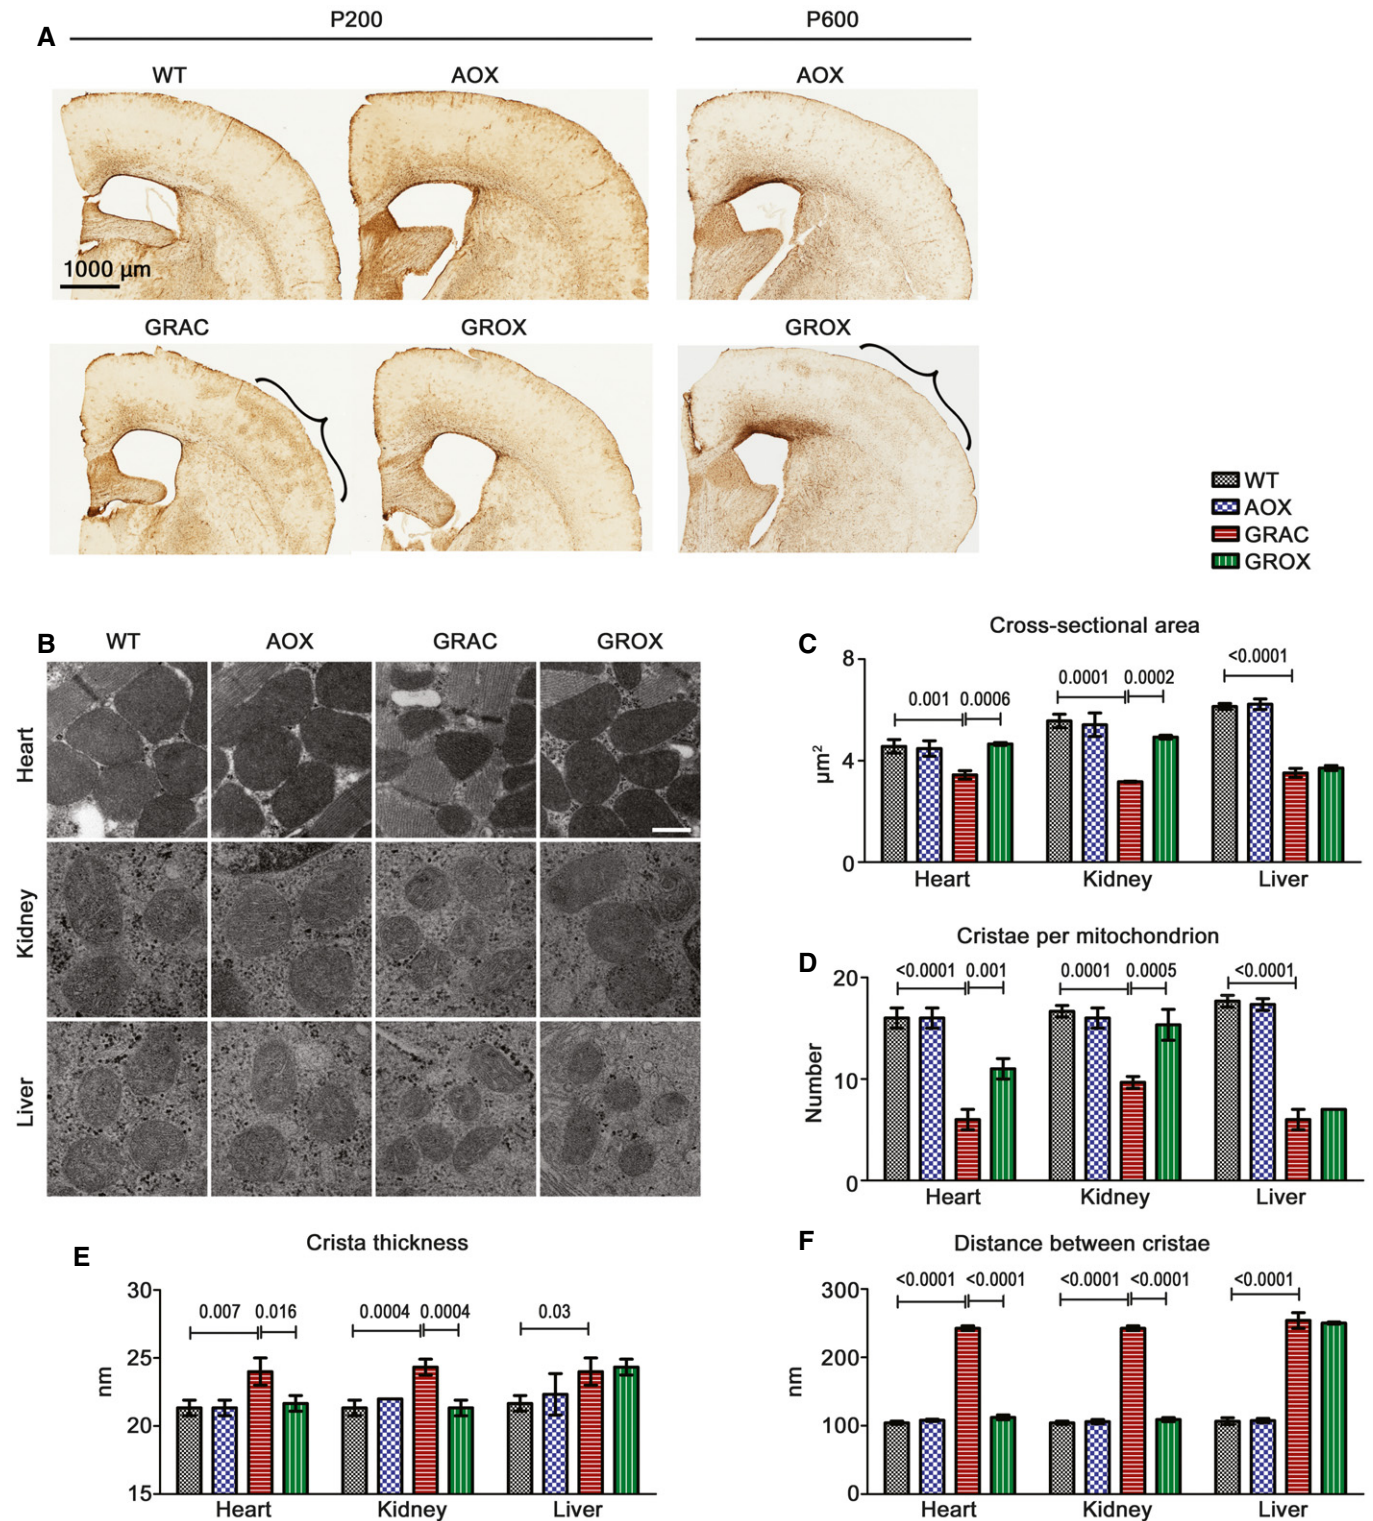 A
P200
P600
WT
AOX
AOX
1000 µm
GRAC
GROX
GROX
WT
AOX
GRAC
GROX
B
WT
AOX
GRAC
GROX
Heart
Kidney
Liver
C
Cross-sectional area
8
4
0
µm²
0.001
0.0006
0.0001
0.0002
<0.0001
Heart
Kidney
Liver
D
Cristae per mitochondrion
20
10
0
Number
<0.0001
0.001
0.0001
0.0005
<0.0001
Heart
Kidney
Liver
E
Crista thickness
30
25
20
15
nm
0.007
0.016
0.0004
0.0004
0.03
Heart
Kidney
Liver
F
Distance between cristae
300
200
100
0
nm
<0.0001
<0.0001
<0.0001
<0.0001
<0.0001
Heart
Kidney
Liver